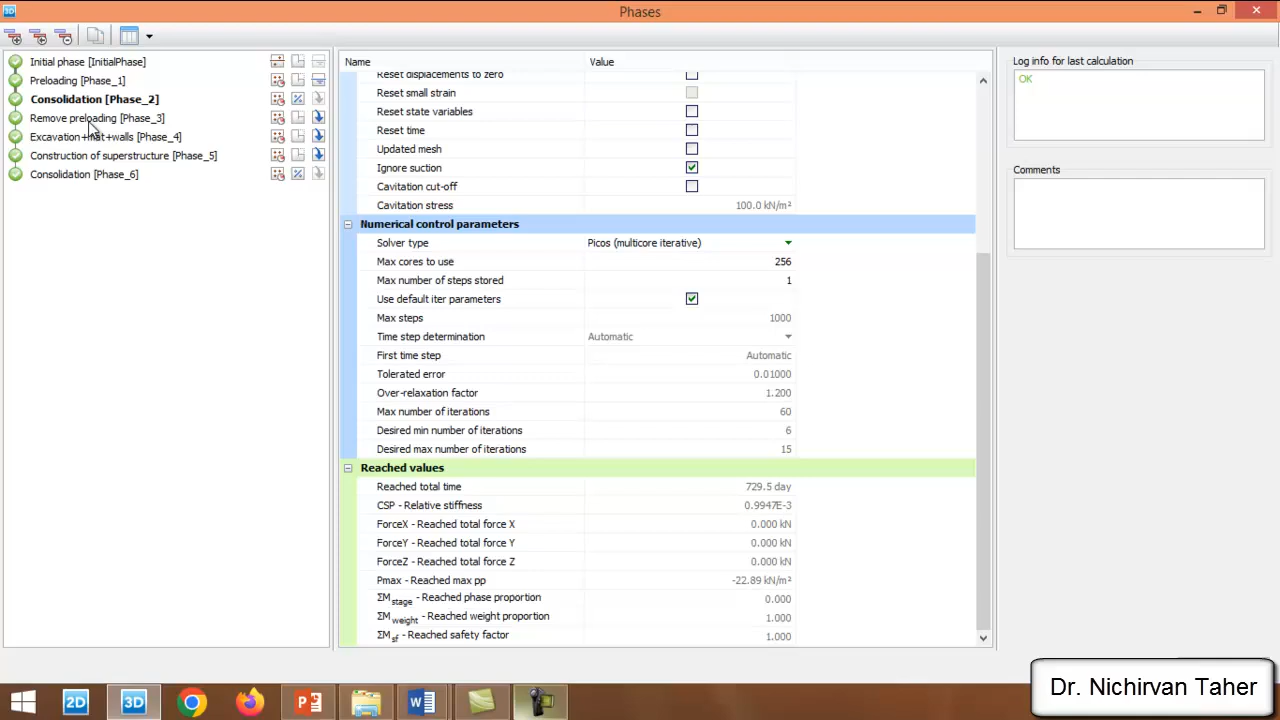 Phases
Initial phase [InitialPhase]
Preloading [Phase_1]
Consolidation [Phase_2]
Remove preloading [Phase_3]
Excavation+ +walls [Phase_4]
Construction of superstructure [Phase_5]
Consolidation [Phase_6]
Name Value
Reset displacements to zero
Reset small strain
Reset state variables
Reset time
Updated mesh
Ignore suction
Cavitation cut-off
Cavitation stress 100.0 kN/m²
Numerical control parameters
Solver type Picos (multicore iterative)
Max cores to use 256
Max number of steps stored 1
Use default iter parameters
Max steps 1000
Time step determination Automatic
First time step Automatic
Tolerated error 0.01000
Over-relaxation factor 1.200
Max number of iterations 60
Desired min number of iterations 6
Desired max number of iterations 15
Reached values
Reached total time 729.5 day
CSP - Relative stiffness 0.9947E-3
ForceX - Reached total force X 0.000 kN
ForceY - Reached total force Y 0.000 kN
ForceZ - Reached total force Z 0.000 kN
Pmax - Reached max pp -22.89 kN/m²
ΣMstage - Reached phase proportion 0.000
ΣMweight - Reached weight proportion 1.000
ΣMsf - Reached safety factor 1.000
Log info for last calculation
OK
Comments
2D 3D
Dr. Nichirvan Taher